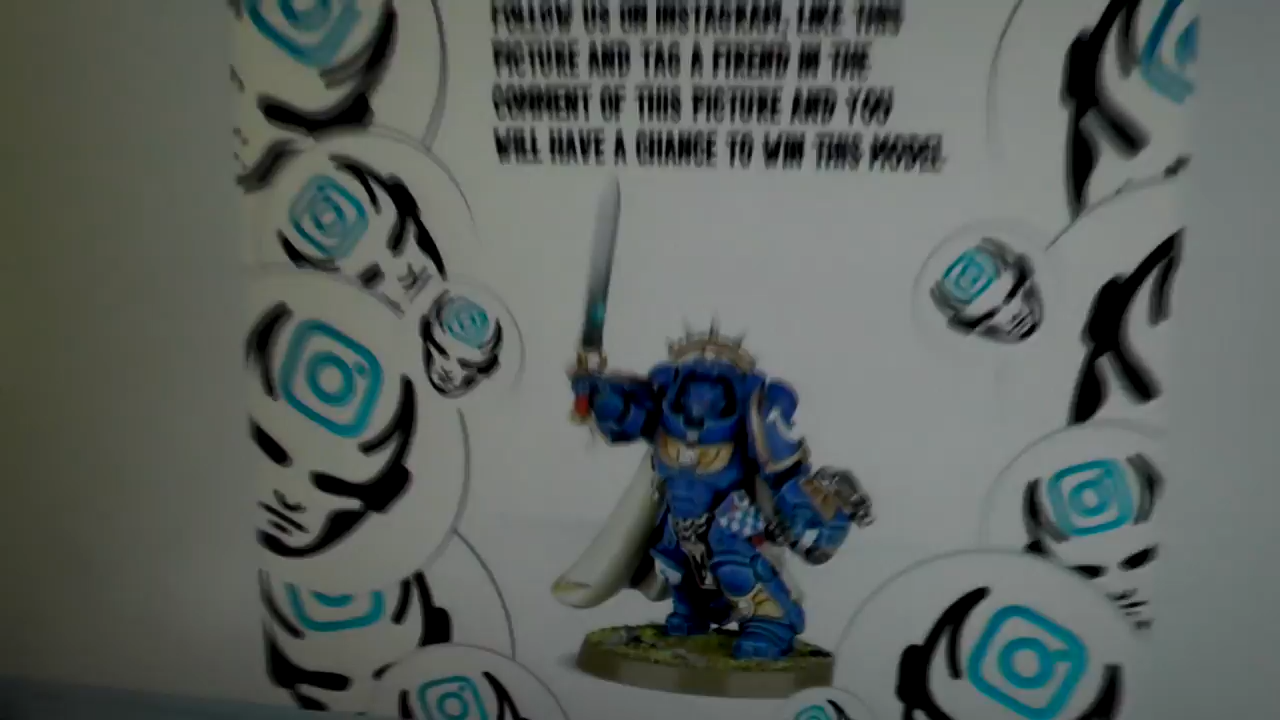 FOLLOW US ON INSTAGRAM, LIKE THIS
PICTURE AND TAG A FIREND IN THE
COMMENT OF THIS PICTURE AND YOU
WILL HAVE A CHANCE TO WIN THIS MODEL